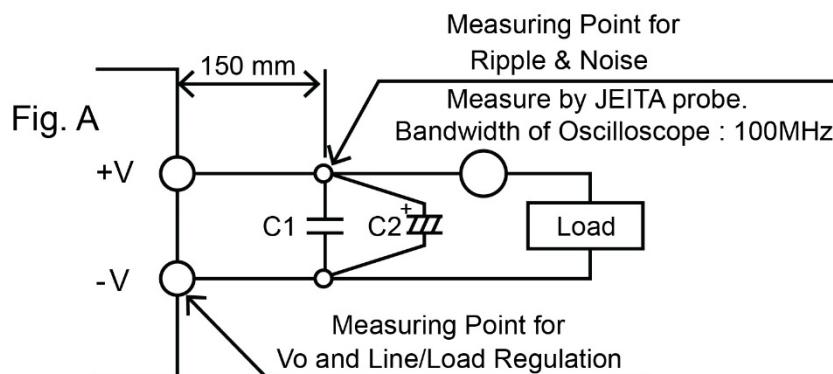 Measuring Point for
Ripple & Noise
150 mm
Measure by JEITA probe.
Bandwidth of Oscilloscope : 100MHz
Fig. A
+V
C1
+
C2
Load
-V
Measuring Point for
Vo and Line/Load Regulation